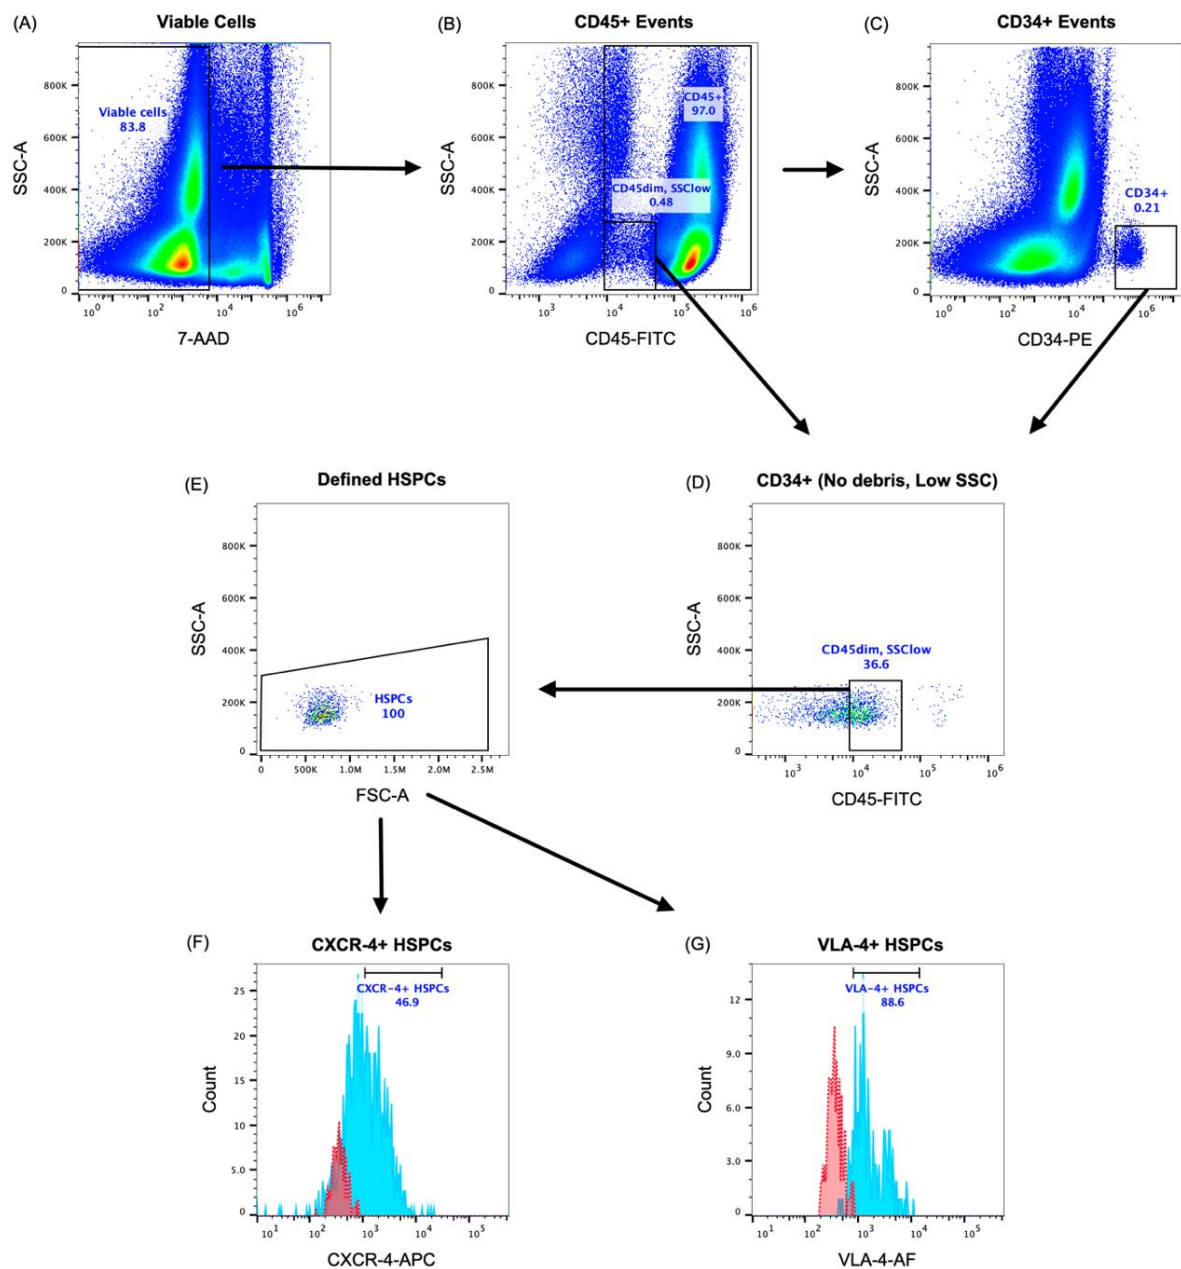 (A)
Viable Cells
800K
600K
400K
200K
0
SSC-A
Viable cells
83.8
10^0
10^2
10^4
10^6
7-AAD
(B)
CD45+ Events
800K
600K
400K
200K
0
SSC-A
CD45+
97.0
CD45dim, SSClow
0.48
10^3
10^4
10^5
10^6
CD45-FITC
(C)
CD34+ Events
800K
600K
400K
200K
0
SSC-A
CD34+
0.21
10^0
10^2
10^4
10^6
CD34-PE
(E)
Defined HSPCs
800K
600K
400K
200K
0
SSC-A
HSPCs
100
0
500K
1.0M
1.5M
2.0M
2.5M
FSC-A
(D)
CD34+ (No debris, Low SSC)
800K
600K
400K
200K
0
SSC-A
CD45dim, SSClow
36.6
10^3
10^4
10^5
10^6
CD45-FITC
(F)
CXCR-4+ HSPCs
25
20
15
10
5.0
0
Count
CXCR-4+ HSPCs
46.9
10^1
10^2
10^3
10^4
10^5
CXCR-4-APC
(G)
VLA-4+ HSPCs
12
9.0
6.0
3.0
0
Count
VLA-4+ HSPCs
88.6
10^1
10^2
10^3
10^4
10^5
VLA-4-AF